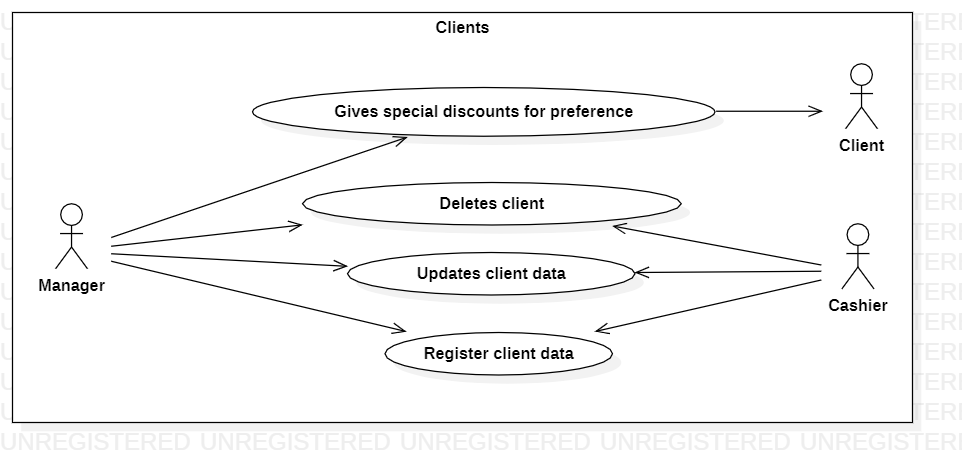 Clients
Gives special discounts for preference
Client
Deletes client
Manager
Updates client data
Cashier
Register client data
UNREGISTERED UNREGISTERED UNREGISTERED UNREGISTERED UNREGISTERED